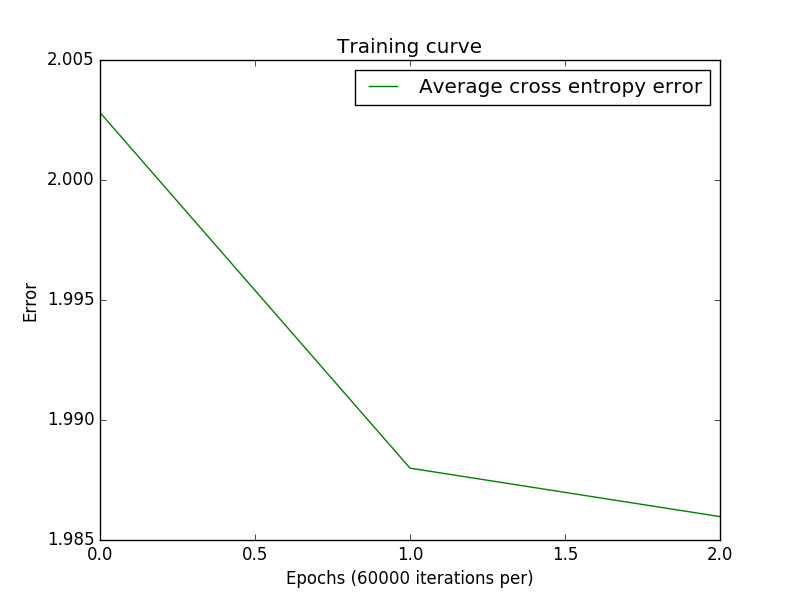 Training curve
Average cross entropy error
2.005
2.000
1.995
1.990
1.985
Error
0.0 0.5 1.0 1.5 2.0
Epochs (60000 iterations per)